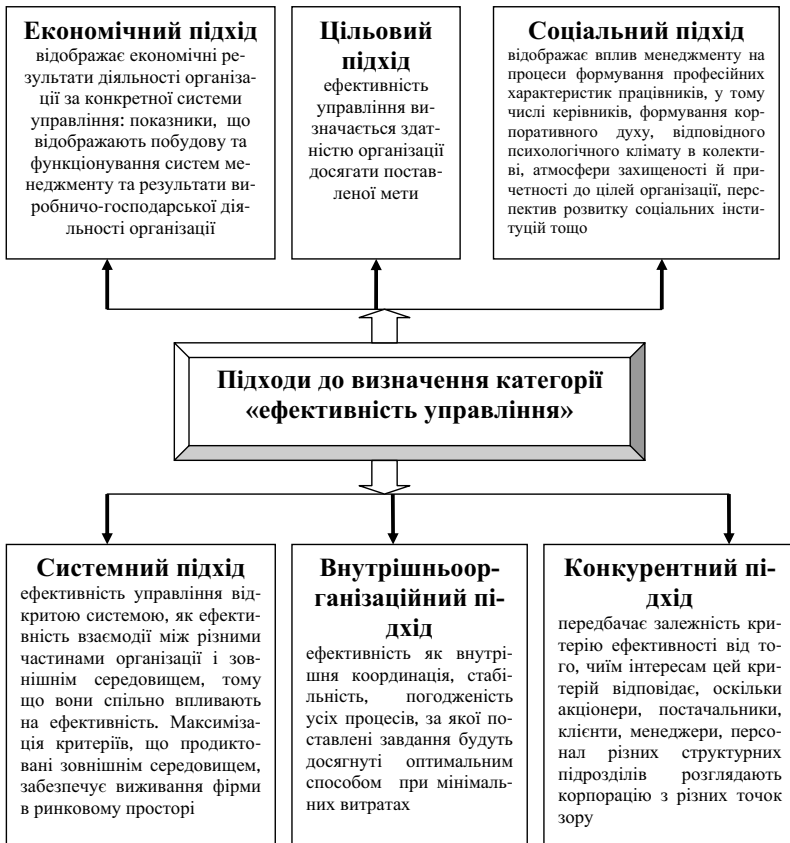 Економічний підхід
відображає економічні ре-
зультати діяльності організа-
ції за конкретної системи
управління: показники, що
відображають побудову та
функціонування систем ме-
неджменту та результати ви-
робничо-господарської дія-
льності організації
Цільовий
підхід
ефективність
управління ви-
значається здат-
ністю організації
досягати постав-
леної мети
Соціальний підхід
відображає вплив менеджменту на
процеси формування професійних
характеристик працівників, у тому
числі керівників, формування кор-
поративного духу, відповідного
психологічного клімату в колекти-
ві, атмосфери захищеності й при-
четності до цілей організації, перс-
пектив розвитку соціальних інсти-
туцій тощо
Підходи до визначення категорії
«ефективність управління»
Системний підхід
ефективність управління від-
критою системою, як ефекти-
вність взаємодії між різними
частинами організації і зов-
нішнім середовищем, тому
що вони спільно впливають
на ефективність. Максиміза-
ція критеріїв, що продикто-
вані зовнішнім середовищем,
забезпечує виживання фірми
в ринковому просторі
Внутрішньоор-
ганізаційний пі-
дхід
ефективність як внутрі-
шня координація, стабі-
льність, погодженість
усіх процесів, за якої по-
ставлені завдання будуть
досягнуті оптимальним
способом при мінімаль-
них витратах
Конкурентний пі-
дхід
передбачає залежність кри-
терію ефективності від то-
го, чиїм інтересам цей кри-
терій відповідає, оскільки
акціонери, постачальники,
клієнти, менеджери, персо-
нал різних структурних
підрозділів розглядають
корпорацію з різних точок
зору